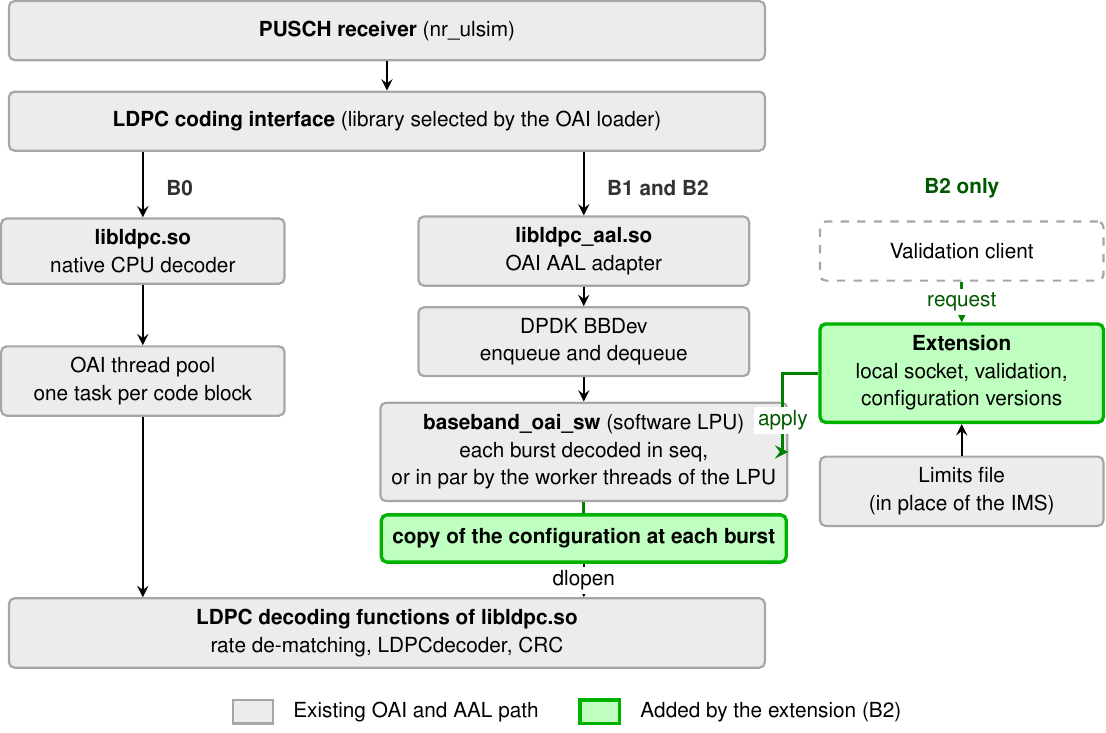 PUSCH receiver (nr_ulsim)
LDPC coding interface (library selected by the OAI loader)
B0
B1 and B2
B2 only
libldpc.so
native CPU decoder
libldpc_aal.so
OAI AAL adapter
Validation client
request
DPDK BBDev
enqueue and dequeue
Extension
local socket, validation,
configuration versions
OAI thread pool
one task per code block
apply
baseband_oai_sw (software LPU)
each burst decoded in seq,
or in par by the worker threads of the LPU
Limits file
(in place of the IMS)
copy of the configuration at each burst
dlopen
LDPC decoding functions of libldpc.so
rate de-matching, LDPCdecoder, CRC
Existing OAI and AAL path
Added by the extension (B2)